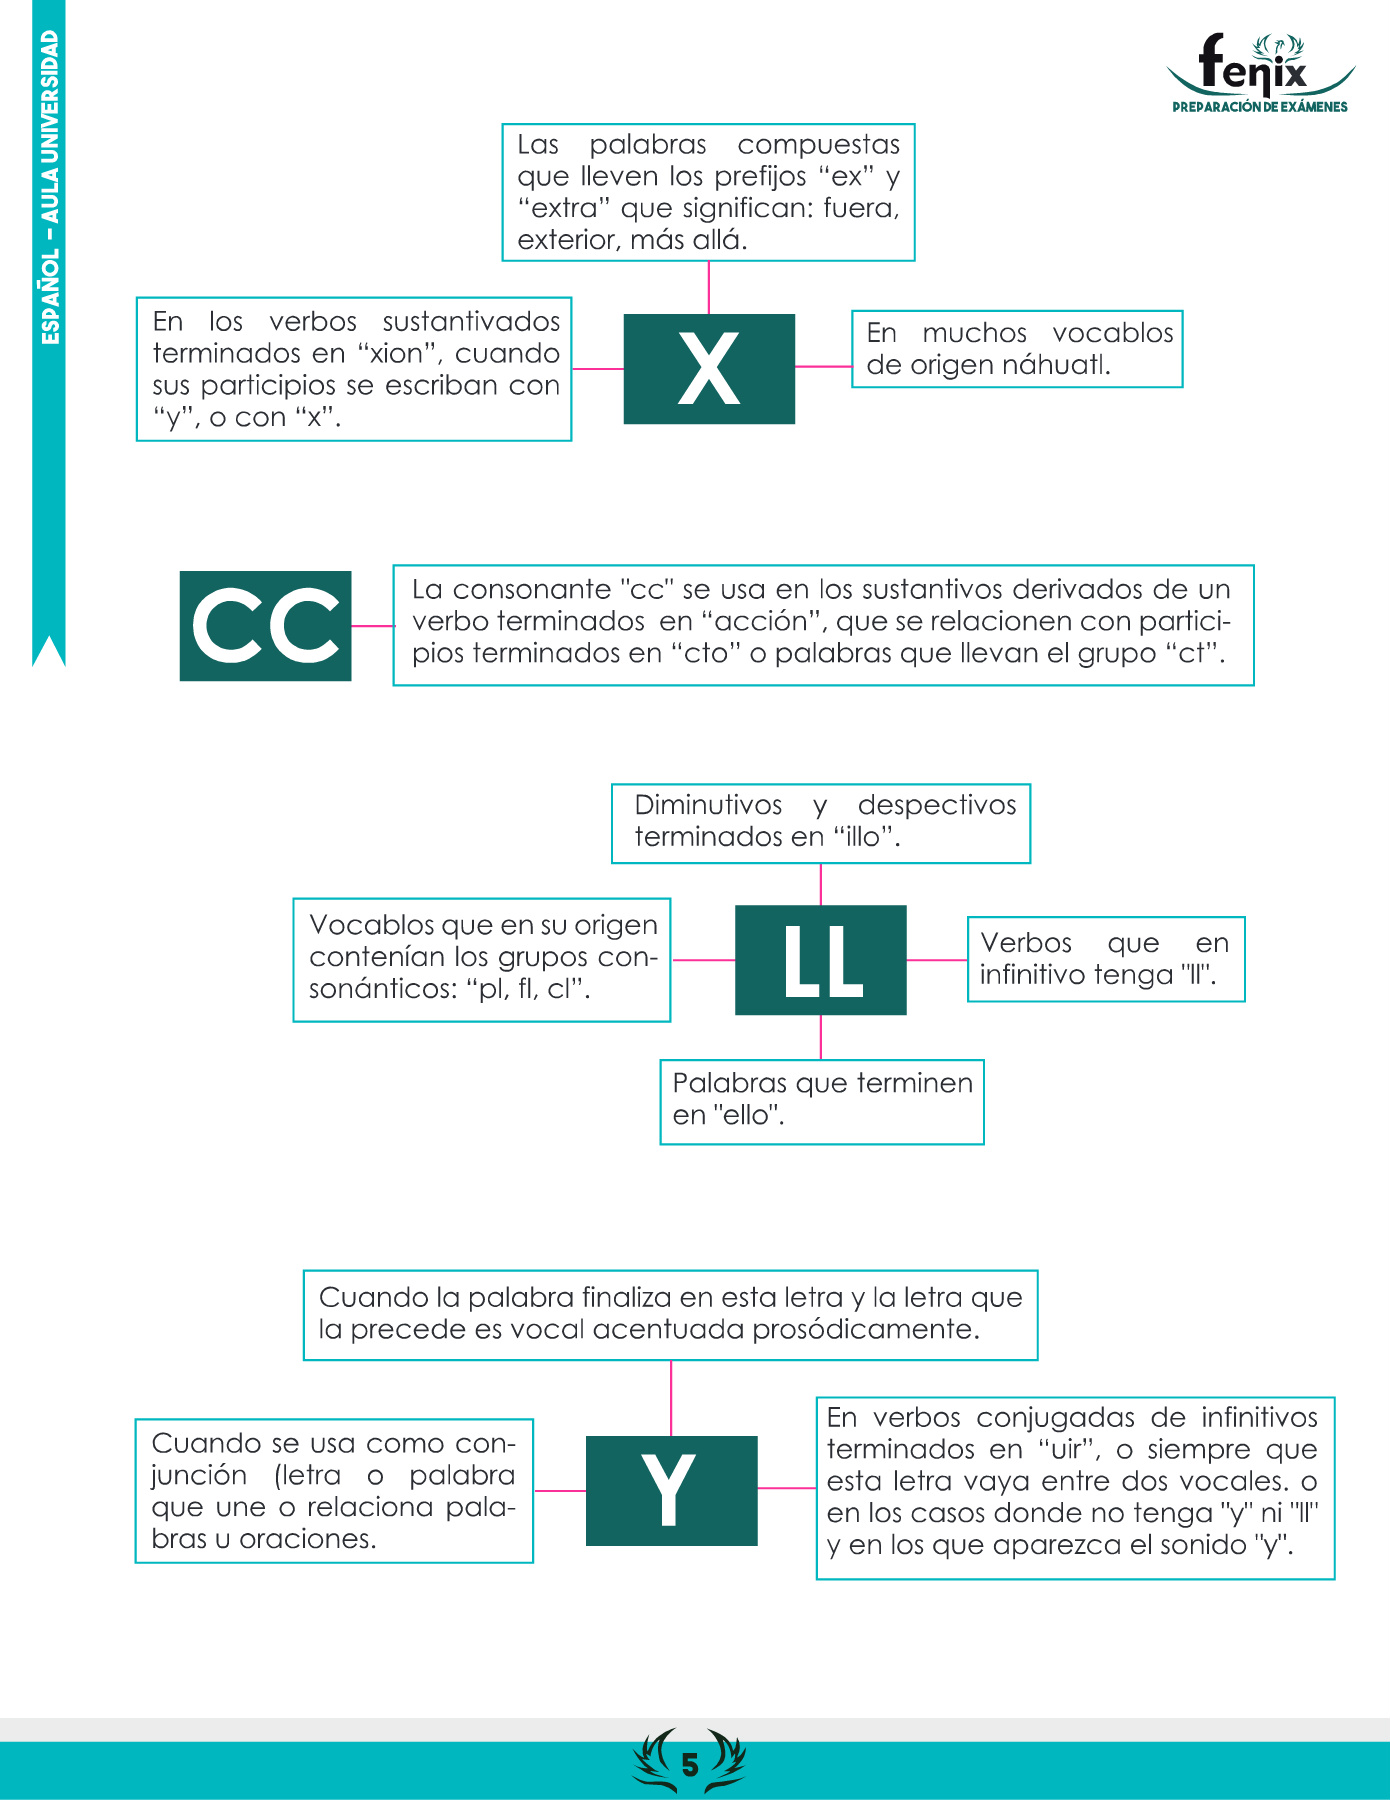 ESPAÑOL – AULA UNIVERSIDAD
fenix
PREPARACIÓN DE EXÁMENES
Las palabras compuestas
que lleven los prefijos “ex” y
“extra” que significan: fuera,
exterior, más allá.
En los verbos sustantivados
terminados en “xion”, cuando
sus participios se escriban con
“y”, o con “x”.
X
En muchos vocablos
de origen náhuatl.
CC
La consonante "cc" se usa en los sustantivos derivados de un
verbo terminados en “acción”, que se relacionen con partici-
pios terminados en “cto” o palabras que llevan el grupo “ct”.
Diminutivos y despectivos
terminados en “illo”.
Vocablos que en su origen
contenían los grupos con-
sonánticos: “pl, fl, cl”.
LL
Verbos que en
infinitivo tenga "ll".
Palabras que terminen
en "ello".
Cuando la palabra finaliza en esta letra y la letra que
la precede es vocal acentuada prosódicamente.
Cuando se usa como con-
junción (letra o palabra
que une o relaciona pala-
bras u oraciones.
Y
En verbos conjugadas de infinitivos
terminados en “uir”, o siempre que
esta letra vaya entre dos vocales. o
en los casos donde no tenga "y" ni "ll"
y en los que aparezca el sonido "y".
5